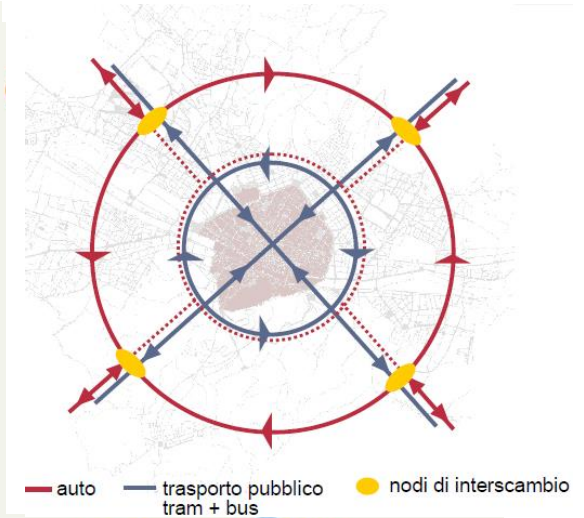 auto
trasporto pubblico
tram + bus
nodi di interscambio